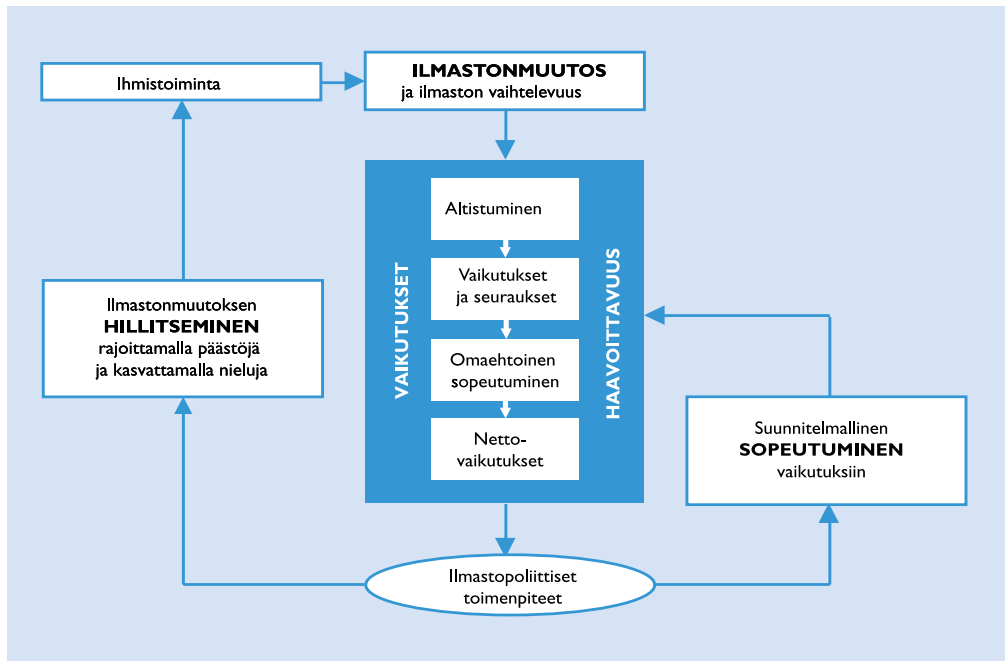 Ihmistoiminta
ILMASTONMUUTOS
ja ilmaston vaihtelevuus
VAIKUTUKSET
Altistuminen
Vaikutukset
ja seuraukset
Omaehtoinen
sopeutuminen
Netto-
vaikutukset
HAAVOITTAVUUS
Ilmastonmuutoksen
HILLITSEMINEN
rajoittamalla päästöjä
ja kasvattamalla nieluja
Suunnitelmallinen
SOPEUTUMINEN
vaikutuksiin
Ilmastopoliittiset
toimenpiteet